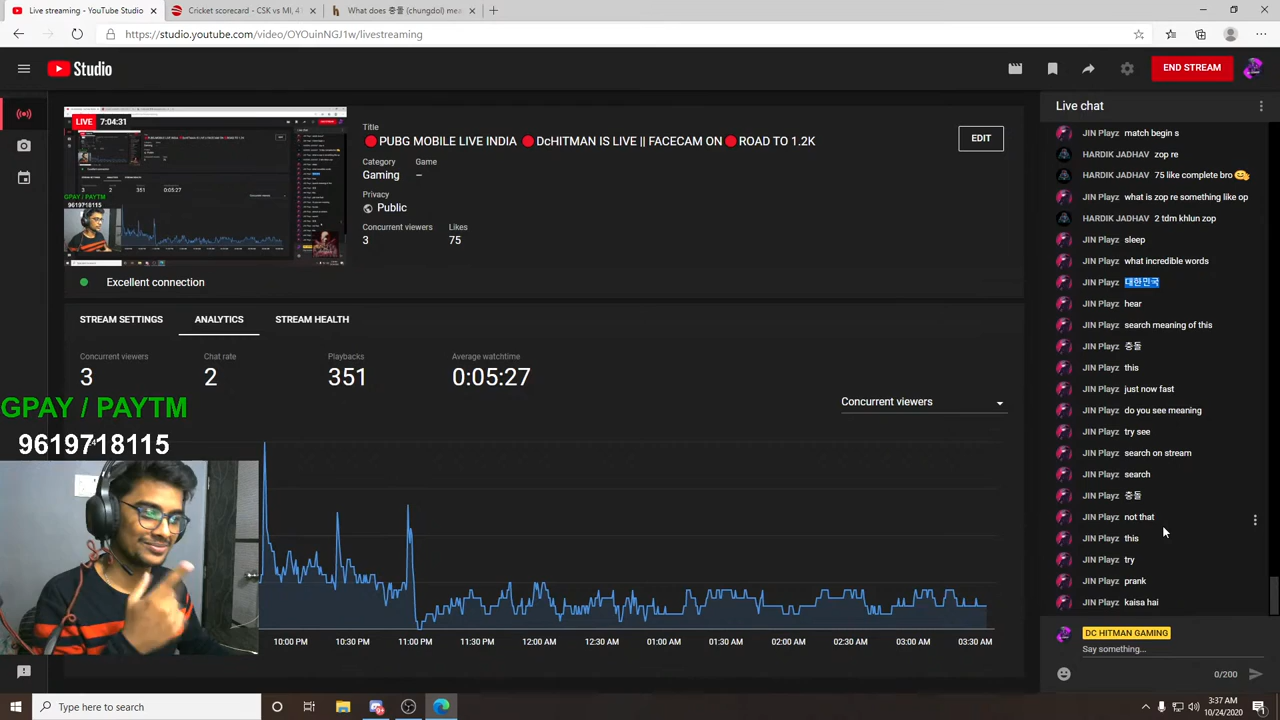 Live streaming - YouTube Studio
Cricket scorecard - CSK vs MI, 4
What does 충돌 (chungdol) mea
https://studio.youtube.com/video/OYOuinNGJ1w/livestreaming
Studio
END STREAM
LIVE 7:04:31
Title
🔴PUBG MOBILE LIVE INDIA 🔴DcHITMAN IS LIVE || FACECAM ON 🔴
TO 1.2K
EDIT
Category
Gaming
Game
–
Privacy
Public
Concurrent viewers
3
Likes
75
Excellent connection
STREAM SETTINGS
ANALYTICS
STREAM HEALTH
Concurrent viewers
3
Chat rate
2
Playbacks
351
Average watchtime
0:05:27
Concurrent viewers
GPAY / PAYTM
9619718115
10:00 PM 10:30 PM 11:00 PM 11:30 PM 12:00 AM 12:30 AM 01:00 AM 01:30 AM 02:00 AM 02:30 AM 03:00 AM 03:30 AM
Live chat
JIN Playz match begin s
HARDIK JADHAV zop yi
HARDIK JADHAV 75 like complete bro 🤗
JIN Playz what is zop is something like op
HARDIK JADHAV 2 tdm khlun zop
JIN Playz sleep
JIN Playz what incredible words
JIN Playz 대한민국
JIN Playz hear
JIN Playz search meaning of this
JIN Playz 충돌
JIN Playz this
JIN Playz just now fast
JIN Playz do you see meaning
JIN Playz try see
JIN Playz search on stream
JIN Playz search
JIN Playz 충돌
JIN Playz not that
JIN Playz this
JIN Playz try
JIN Playz prank
JIN Playz kaisa hai
DC HITMAN GAMING
Say something...
0/200
Type here to search
3:37 AM
10/24/2020